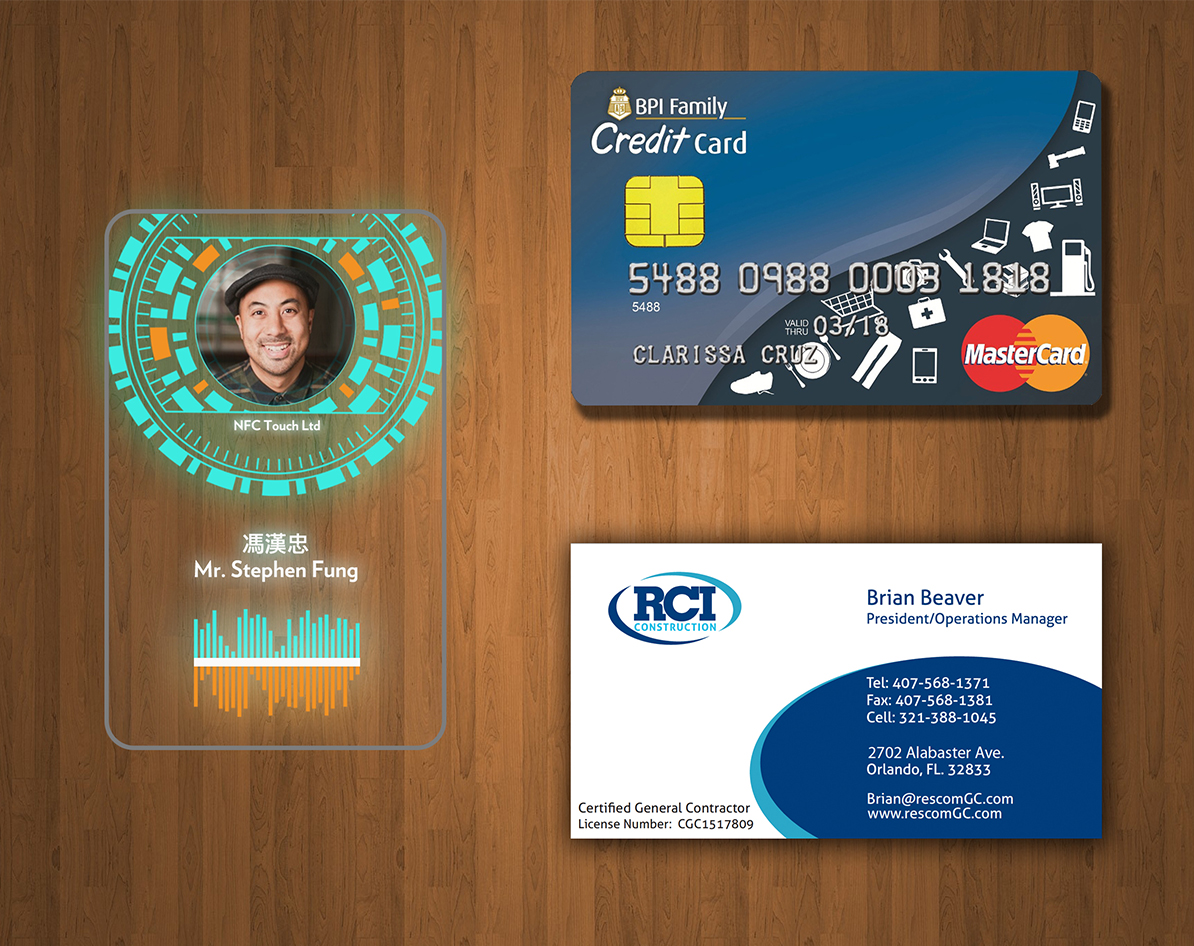 BPI Family
Credit Card
5488 0988 0003 1818
5488
VALID
THRU
03/18
CLARISSA CRUZ
MasterCard
NFC Touch Ltd
馮漢忠
Mr. Stephen Fung
RCI
CONSTRUCTION
Brian Beaver
President/Operations Manager
Tel: 407-568-1371
Fax: 407-568-1381
Cell: 321-388-1045
2702 Alabaster Ave.
Orlando, FL. 32833
Brian@rescomGC.com
www.rescomGC.com
Certified General Contractor
License Number: CGC1517809